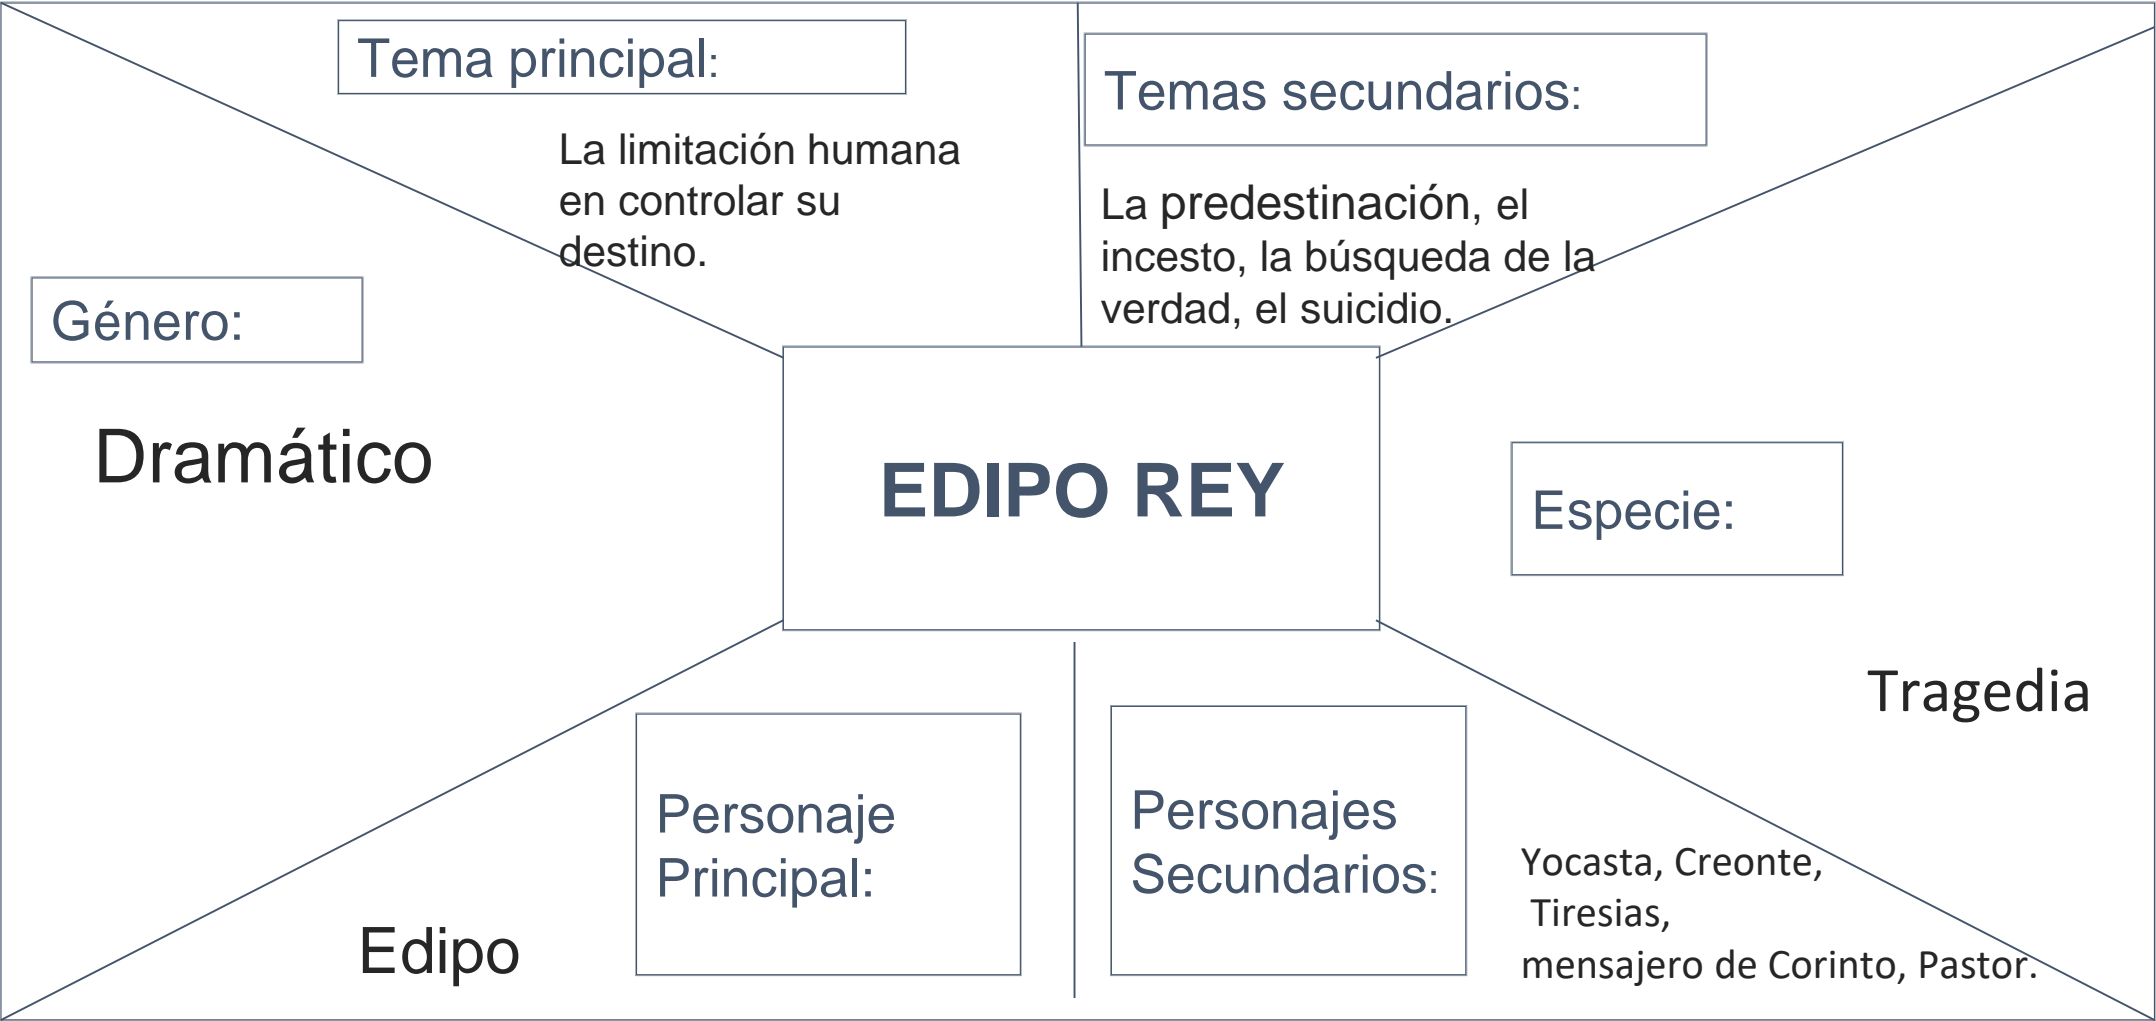 Tema principal:
La limitación humana
en controlar su
destino.
Temas secundarios:
La predestinación, el
incesto, la búsqueda de la
verdad, el suicidio.
Género:
Dramático
EDIPO REY
Especie:
Tragedia
Personaje
Principal:
Edipo
Personajes
Secundarios:
Yocasta, Creonte,
Tiresias,
mensajero de Corinto, Pastor.